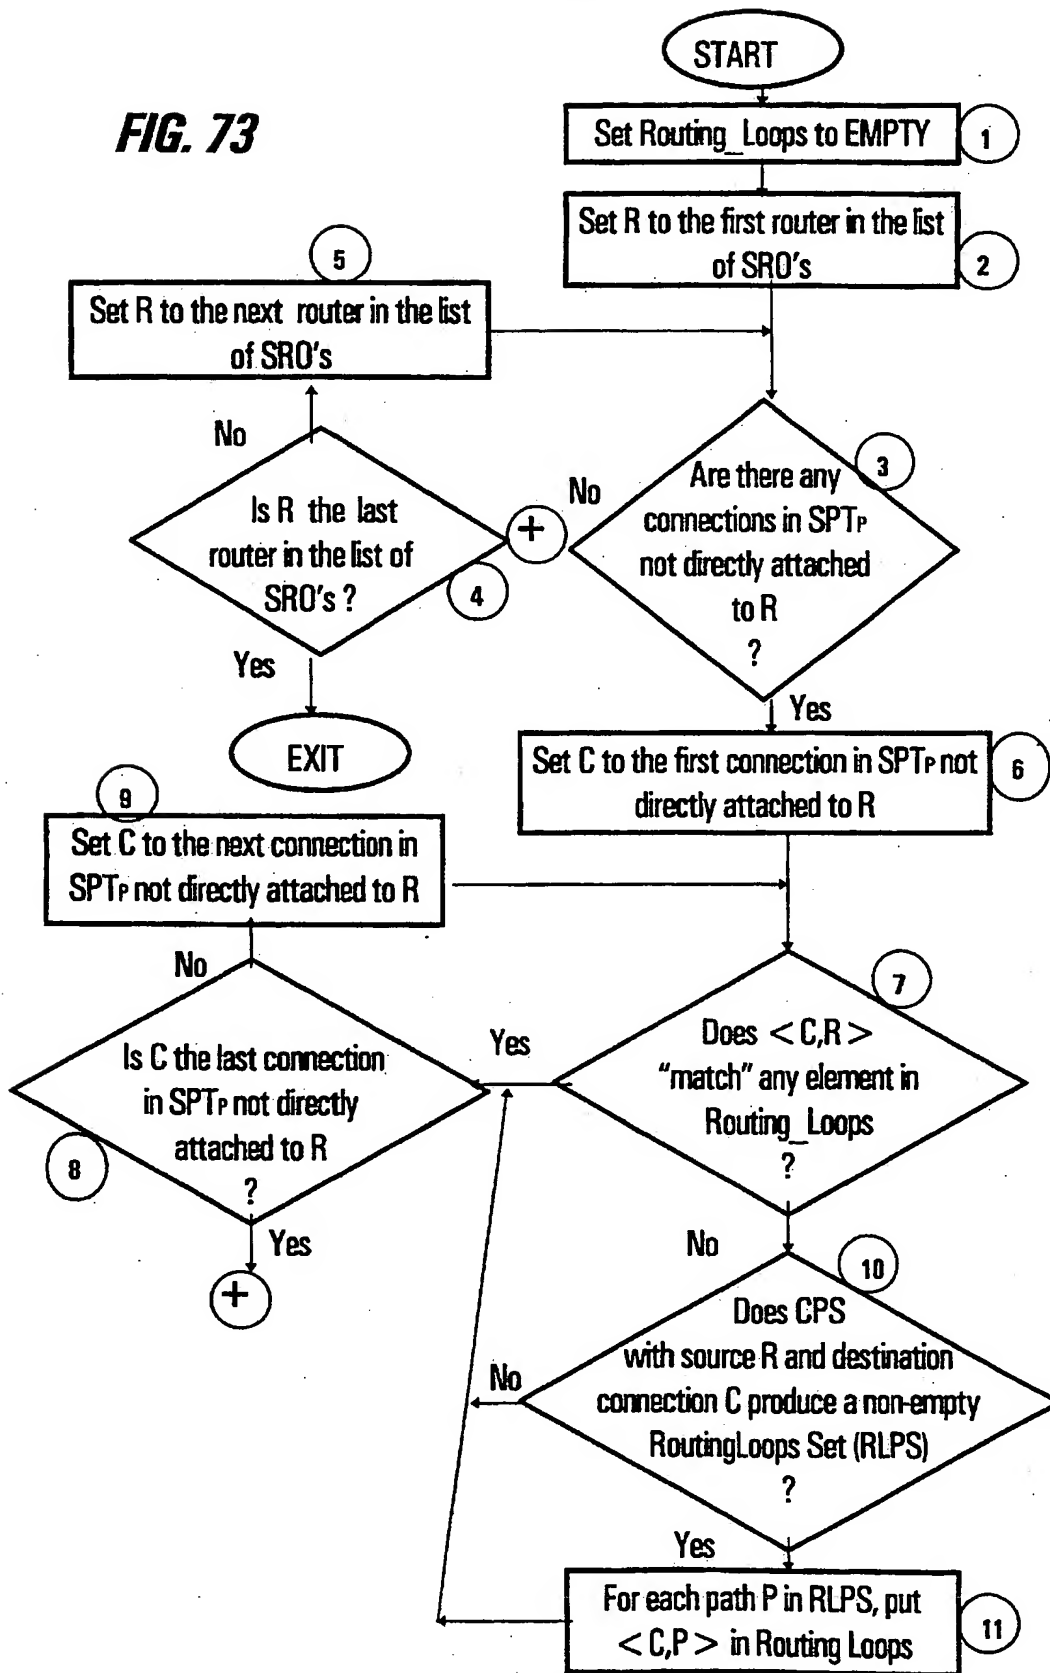 FIG. 73
START
Set Routing_Loops to EMPTY
1
Set R to the first router in the list
of SRO's
2
5
Set R to the next router in the list
of SRO's
No
Is R the last
router in the list of
SRO's ?
4
+
Yes
EXIT
No
3
Are there any
connections in SPTP
not directly attached
to R
?
Yes
Set C to the first connection in SPTP not
directly attached to R
6
9
Set C to the next connection in
SPTP not directly attached to R
No
Is C the last connection
in SPTP not directly
attached to R
?
8
Yes
+
7
Does <C,R>
"match" any element in
Routing_Loops
?
Yes
No
10
Does CPS
with source R and destination
connection C produce a non-empty
RoutingLoops Set (RLPS)
?
No
Yes
For each path P in RLPS, put
<C,P> in Routing Loops
11